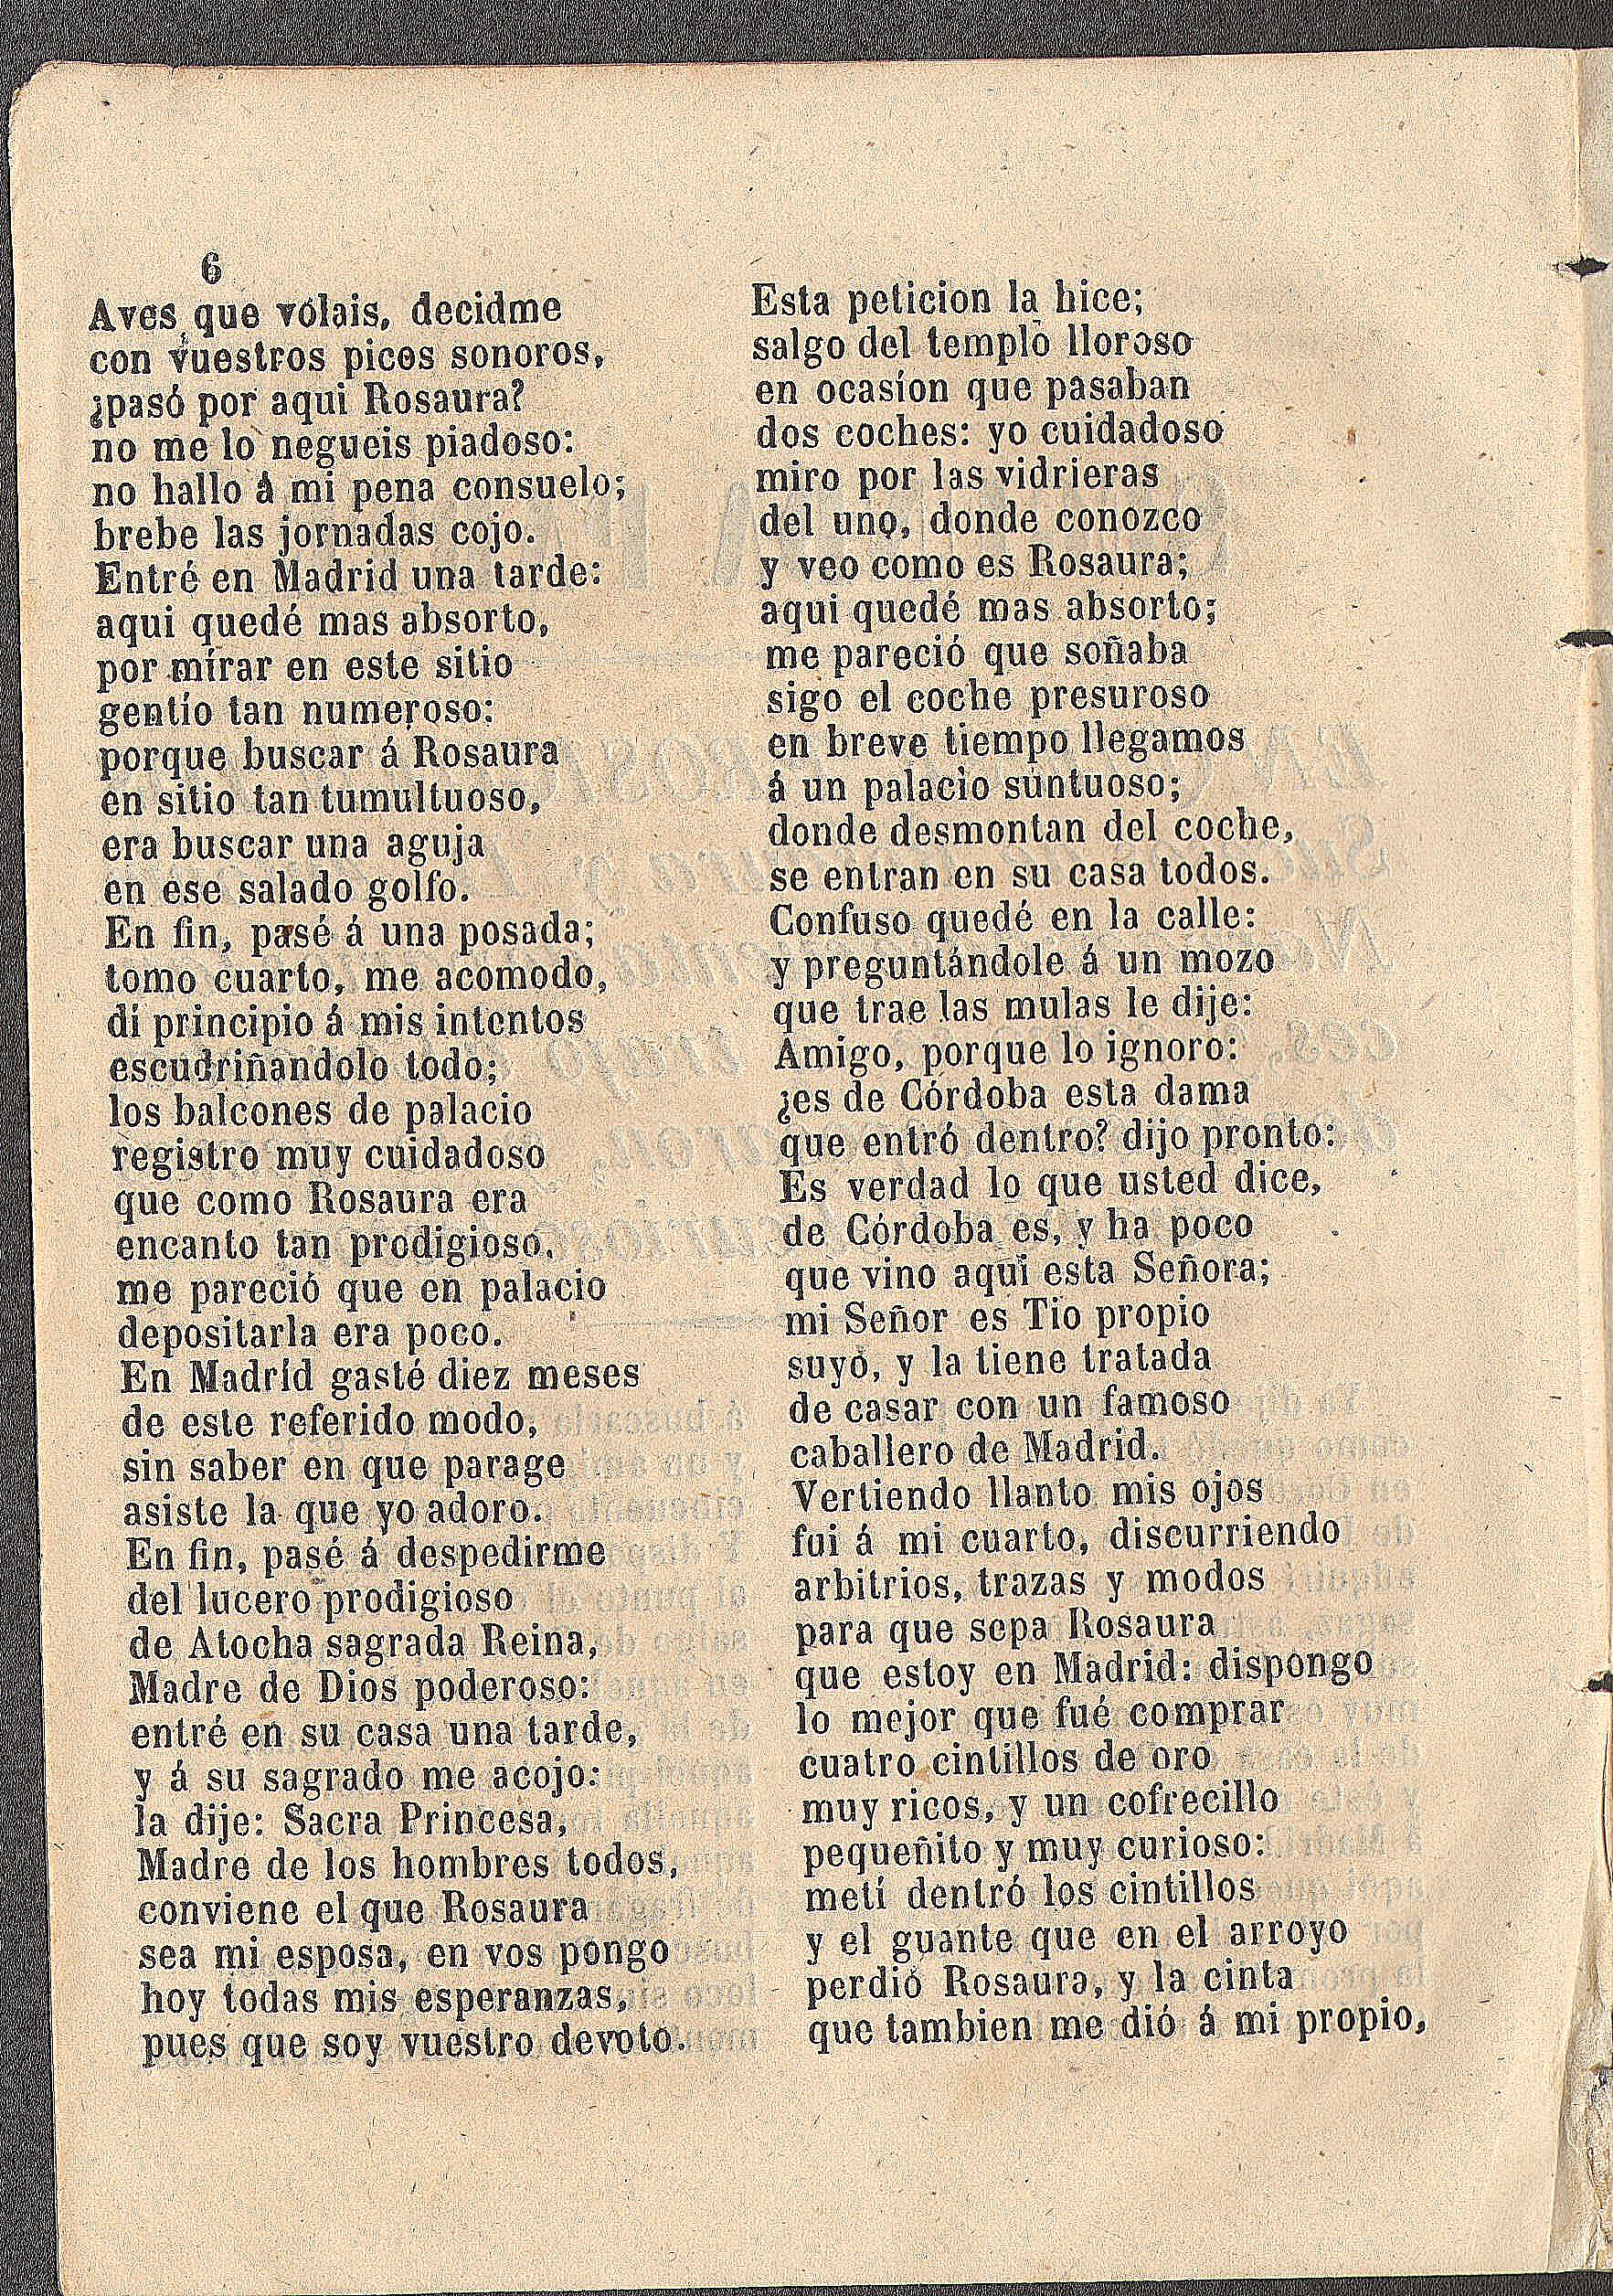 6
Aves que volais, decidme
con vuestros picos sonoros,
¿pasó por aqui Rosaura?
no me lo negueis piadoso:
no hallo á mi pena consuelo;
brebe las jornadas cojo.
Entré en Madrid una tarde:
aqui quedé mas absorto,
por mirar en este sitio
gentío tan numeroso:
porque buscar á Rosaura
en sitio tan tumultuoso,
era buscar una aguja
en ese salado golfo.
En fin, pasé á una posada;
tomo cuarto, me acomodo,
dí principio á mis intentos
escudriñandolo todo;
los balcones de palacio
registro muy cuidadoso
que como Rosaura era
encanto tan prodigioso,
me pareció que en palacio
depositarla era poco.
En Madríd gasté diez meses
de este referido modo,
sin saber en que parage
asiste la que yo adoro.
En fin, pasé á despedirme
del lucero prodigioso
de Atocha sagrada Reina,
Madre de Dios poderoso:
entré en su casa una tarde,
y á su sagrado me acojo:
la dije: Sacra Princesa,
Madre de los hombres todos,
conviene el que Rosaura
sea mi esposa, en vos pongo
hoy todas mis esperanzas,
pues que soy vuestro devoto.
Esta peticion la hice;
salgo del templo lloroso
en ocasíon que pasaban
dos coches: yo cuidadoso
miro por las vidrieras
del uno, donde conozco
y veo como es Rosaura;
aqui quedé mas absorto;
me pareció que soñaba
sigo el coche presuroso
en breve tiempo llegamos
á un palacio suntuoso;
donde desmontan del coche,
se entran en su casa todos.
Confuso quedé en la calle:
y preguntándole á un mozo
que trae las mulas le dije:
Amigo, porque lo ignoro:
¿es de Córdoba esta dama
que entró dentro? dijo pronto:
Es verdad lo que usted dice,
de Córdoba es, y ha poco
que vino aqui esta Señora;
mi Señor es Tio propio
suyo, y la tiene tratada
de casar con un famoso
caballero de Madrid.
Vertiendo llanto mis ojos
fui á mi cuarto, discurriendo
arbitrios, trazas y modos
para que sepa Rosaura
que estoy en Madrid: dispongo
lo mejor que fué comprar
cuatro cintillos de oro
muy ricos, y un cofrecillo
pequeñito y muy curioso:
metí dentró los cintillos
y el guante que en el arroyo
perdió Rosaura, y la cinta
que tambien me dió á mi propio,